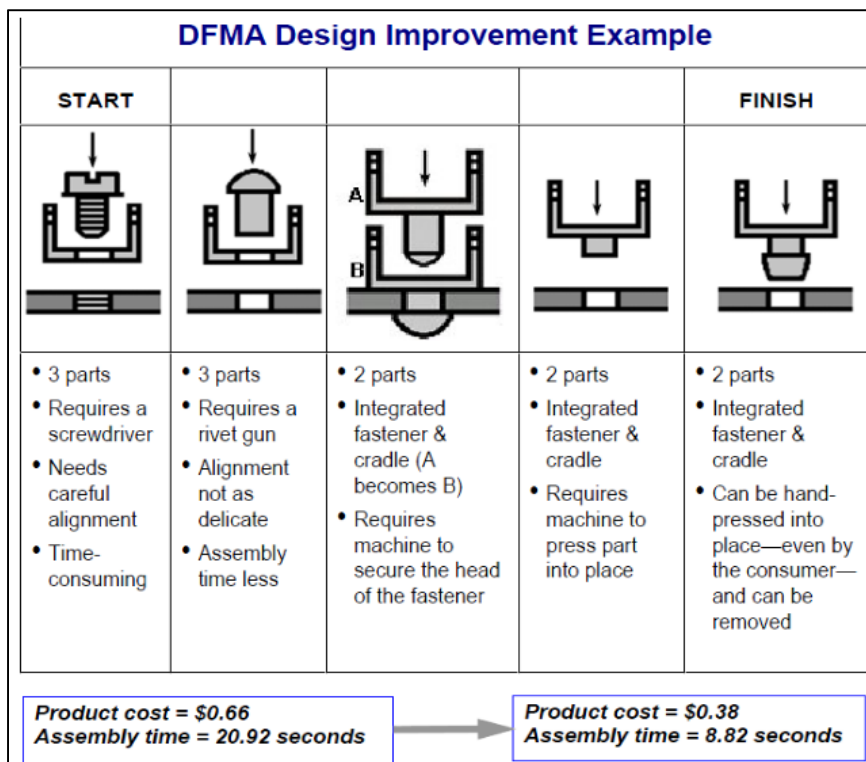 DFMA Design Improvement Example
START
FINISH
A
B
• 3 parts
• Requires a
screwdriver
• Needs
careful
alignment
• Time-
consuming
• 3 parts
• Requires a
rivet gun
• Alignment
not as
delicate
• Assembly
time less
• 2 parts
• Integrated
fastener &
cradle (A
becomes B)
• Requires
machine to
secure the head
of the fastener
• 2 parts
• Integrated
fastener &
cradle
• Requires
machine to
press part
into place
• 2 parts
• Integrated
fastener &
cradle
• Can be hand-
pressed into
place—even by
the consumer—
and can be
removed
Product cost = $0.66
Assembly time = 20.92 seconds
Product cost = $0.38
Assembly time = 8.82 seconds